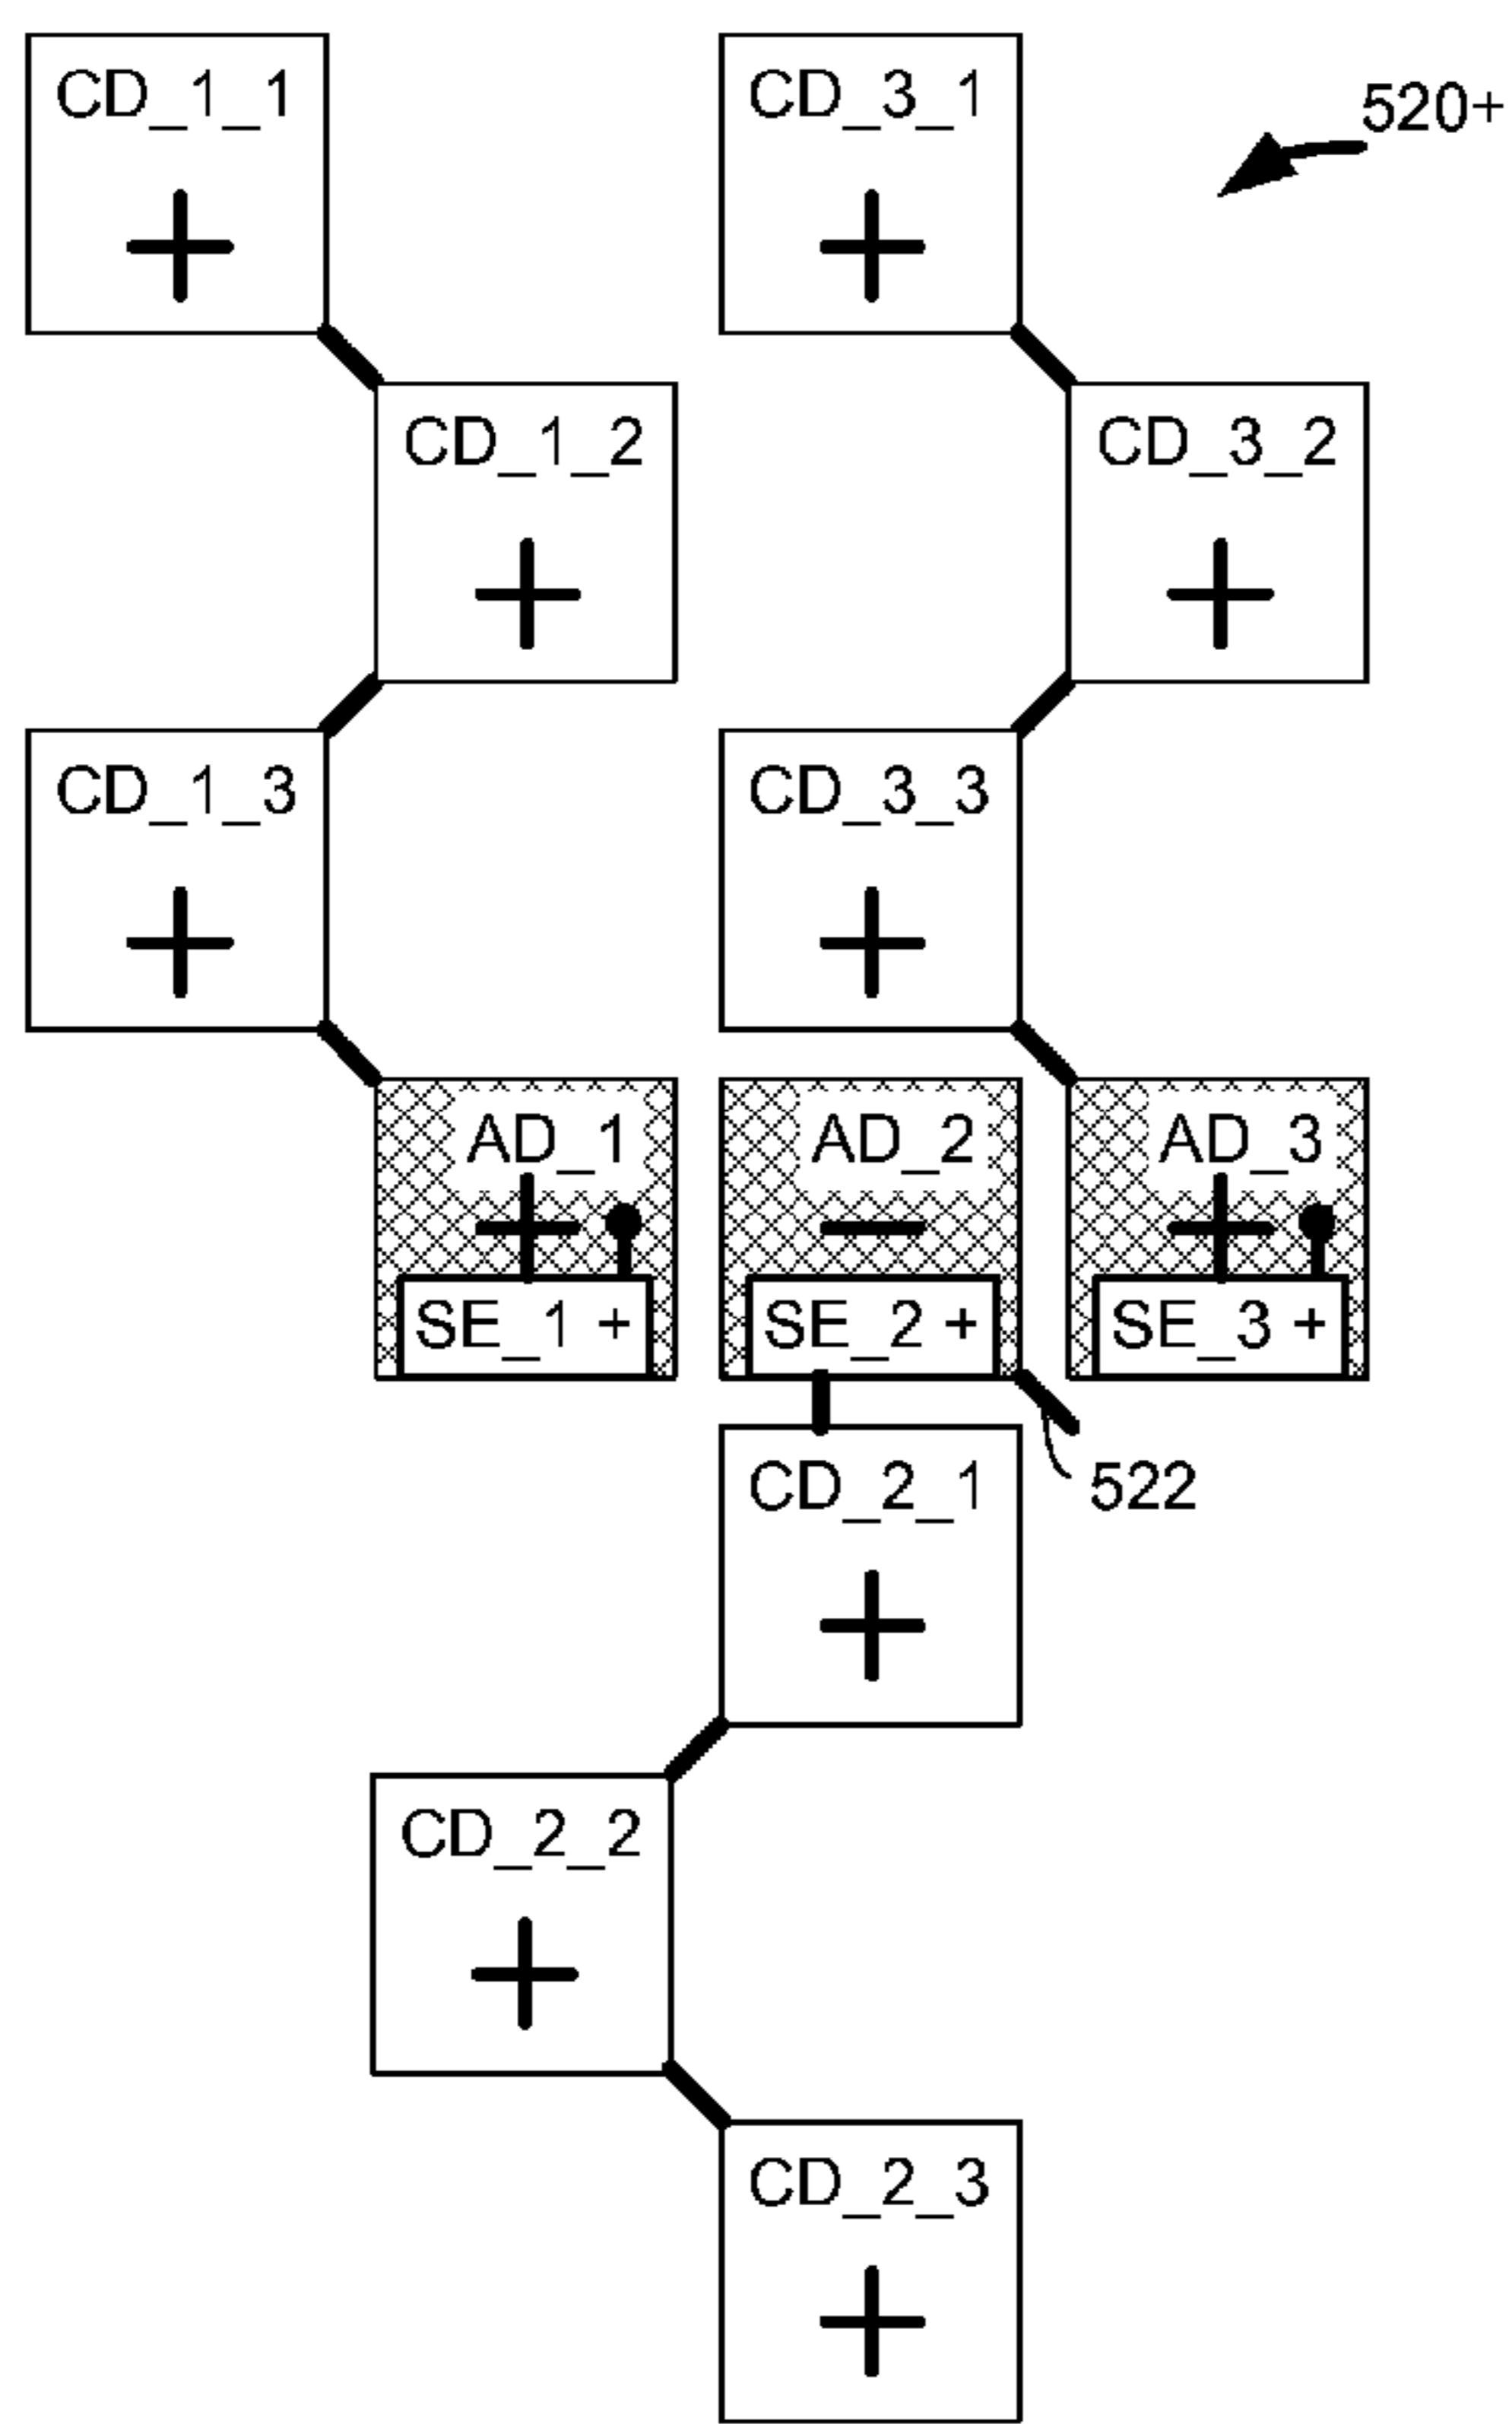 CD_1_1
CD_3_1
520+
+
+
CD_1_2
CD_3_2
+
+
CD_1_3
CD_3_3
+
+
AD_1
AD_2
AD_3
+
−
+
SE_1 +
SE_2 +
SE_3 +
CD_2_1
522
+
CD_2_2
+
CD_2_3
+